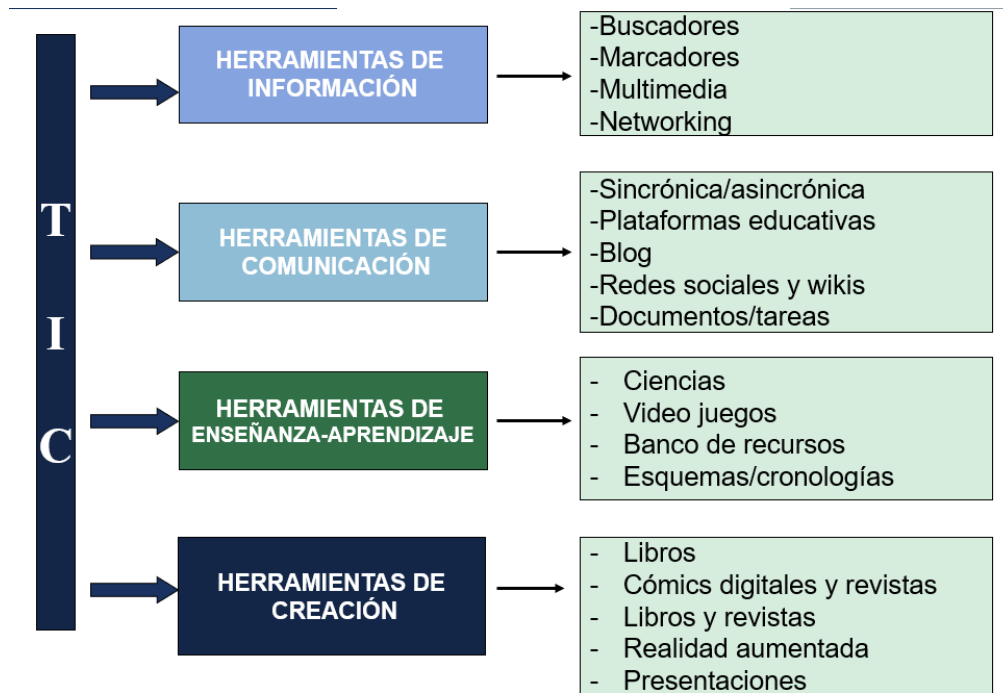 T
I
C
HERRAMIENTAS DE
INFORMACIÓN
-Buscadores
-Marcadores
-Multimedia
-Networking
HERRAMIENTAS DE
COMUNICACIÓN
-Sincrónica/asincrónica
-Plataformas educativas
-Blog
-Redes sociales y wikis
-Documentos/tareas
HERRAMIENTAS DE
ENSEÑANZA-APRENDIZAJE
- Ciencias
- Video juegos
- Banco de recursos
- Esquemas/cronologías
HERRAMIENTAS DE
CREACIÓN
- Libros
- Cómics digitales y revistas
- Libros y revistas
- Realidad aumentada
- Presentaciones